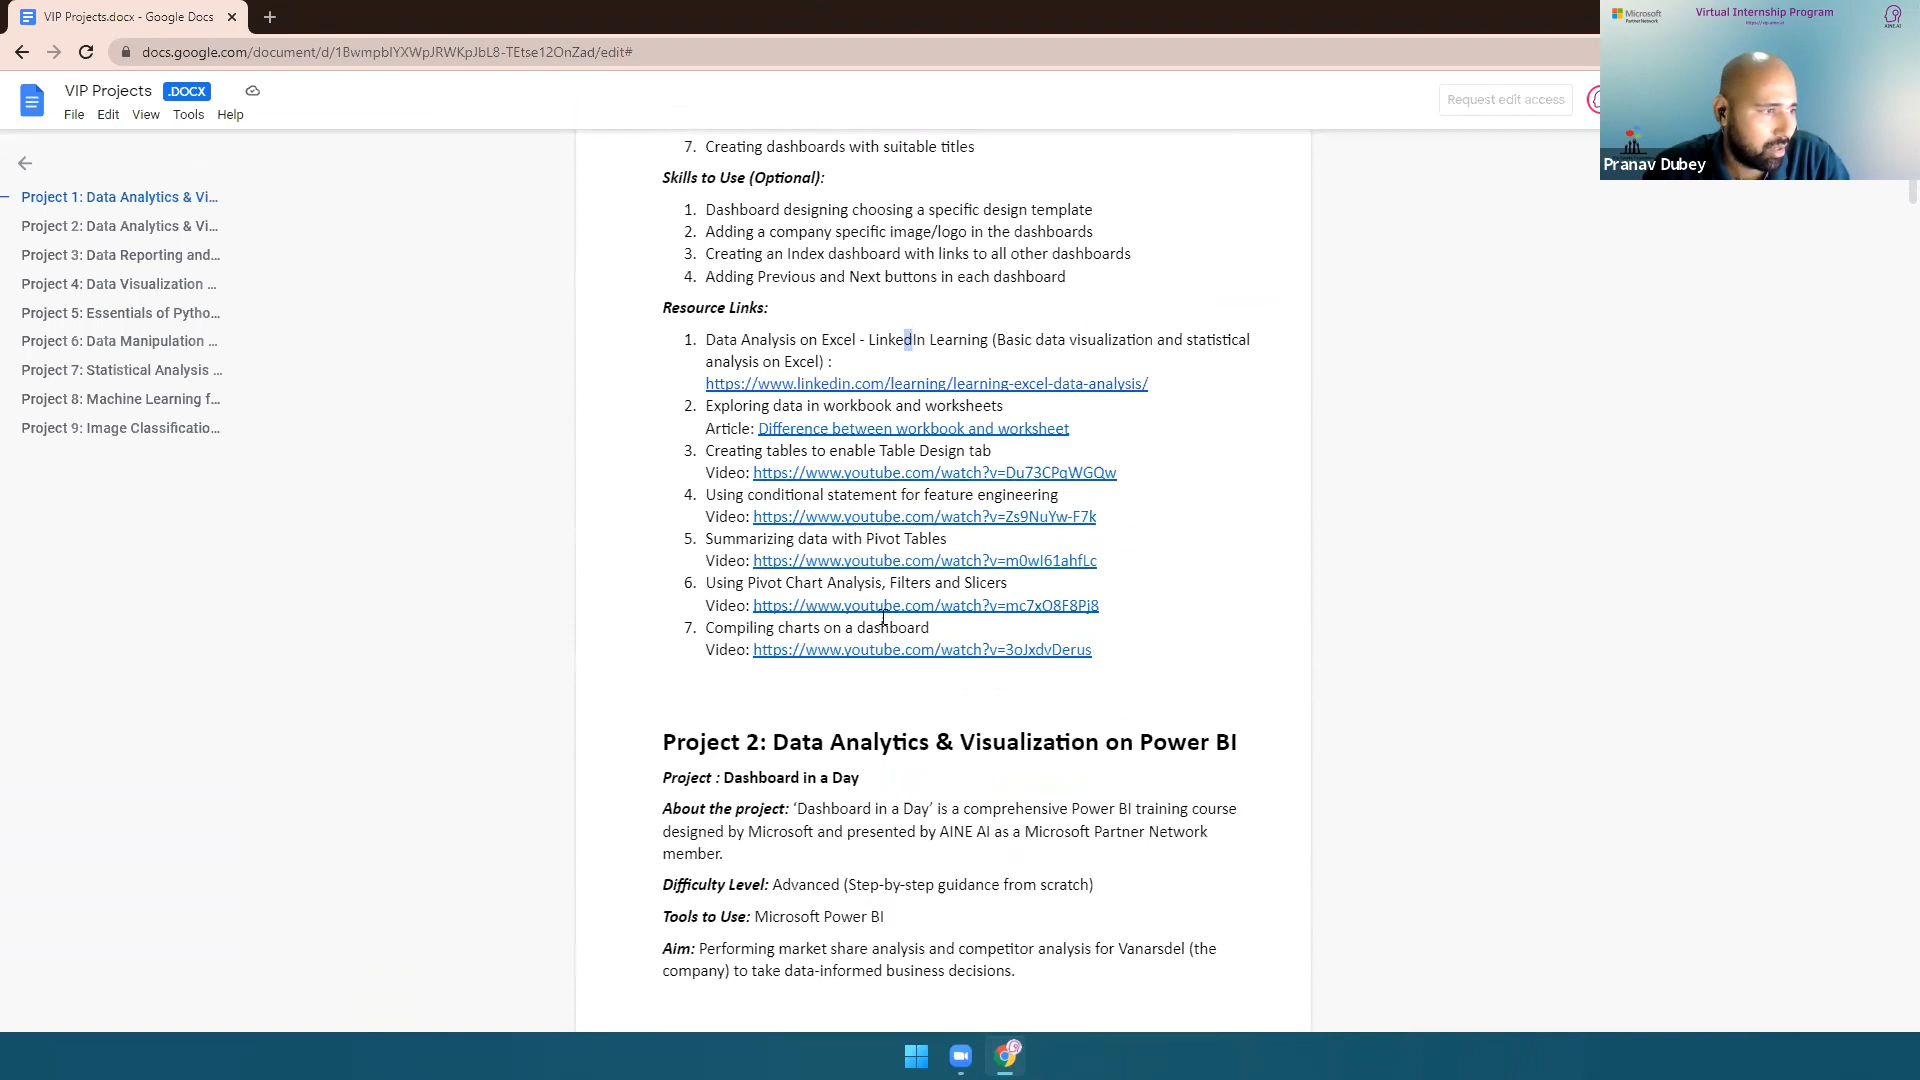 VIP Projects.docx - Google Docs
docs.google.com/document/d/1BwmpbIYXWpJRWKpJbL8-TEtse12OnZad/edit#
Microsoft
Partner Network
Virtual Internship Program
https://vip.aine.ai
AINE.AI
Pranav Dubey
VIP Projects .DOCX
File Edit View Tools Help
Request edit access
Project 1: Data Analytics & Vi...
Project 2: Data Analytics & Vi...
Project 3: Data Reporting and...
Project 4: Data Visualization ...
Project 5: Essentials of Pytho...
Project 6: Data Manipulation ...
Project 7: Statistical Analysis ...
Project 8: Machine Learning f...
Project 9: Image Classificatio...
7. Creating dashboards with suitable titles
Skills to Use (Optional):
1. Dashboard designing choosing a specific design template
2. Adding a company specific image/logo in the dashboards
3. Creating an Index dashboard with links to all other dashboards
4. Adding Previous and Next buttons in each dashboard
Resource Links:
1. Data Analysis on Excel - LinkedIn Learning (Basic data visualization and statistical
analysis on Excel) :
https://www.linkedin.com/learning/learning-excel-data-analysis/
2. Exploring data in workbook and worksheets
Article: Difference between workbook and worksheet
3. Creating tables to enable Table Design tab
Video: https://www.youtube.com/watch?v=Du73CPqWGQw
4. Using conditional statement for feature engineering
Video: https://www.youtube.com/watch?v=Zs9NuYw-F7k
5. Summarizing data with Pivot Tables
Video: https://www.youtube.com/watch?v=m0wI61ahfLc
6. Using Pivot Chart Analysis, Filters and Slicers
Video: https://www.youtube.com/watch?v=mc7xO8F8Pj8
7. Compiling charts on a dashboard
Video: https://www.youtube.com/watch?v=3oJxdvDerus
Project 2: Data Analytics & Visualization on Power BI
Project : Dashboard in a Day
About the project: ‘Dashboard in a Day’ is a comprehensive Power BI training course
designed by Microsoft and presented by AINE AI as a Microsoft Partner Network
member.
Difficulty Level: Advanced (Step-by-step guidance from scratch)
Tools to Use: Microsoft Power BI
Aim: Performing market share analysis and competitor analysis for Vanarsdel (the
company) to take data-informed business decisions.